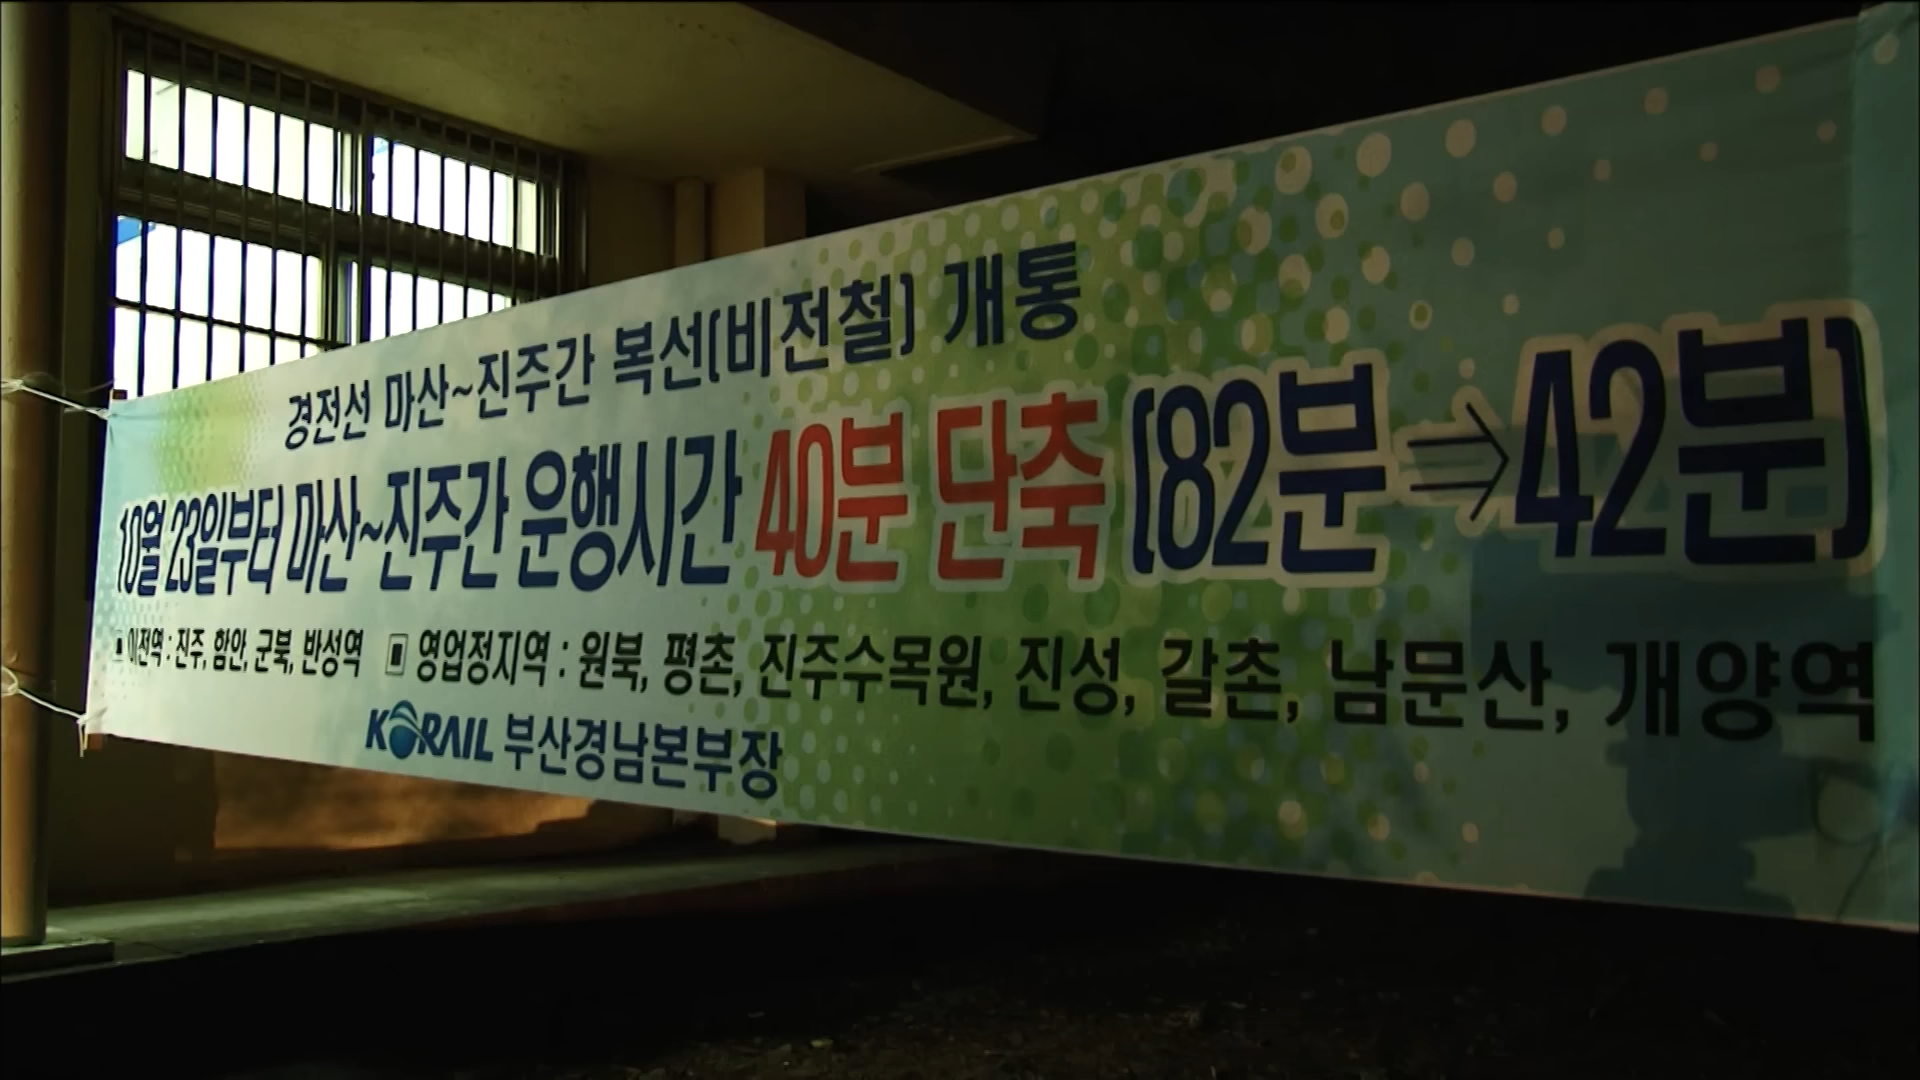 경전선 마산~진주간 복선(비전철) 개통
10월 23일부터 마산~진주간 운행시간 40분 단축 (82분⇒42분)
▣ 이전역 : 진주, 함안, 군북, 반성역 ▣ 영업정지역 : 원북, 평촌, 진주수목원, 진성, 갈촌, 남문산, 개양역
KORAIL 부산경남본부장